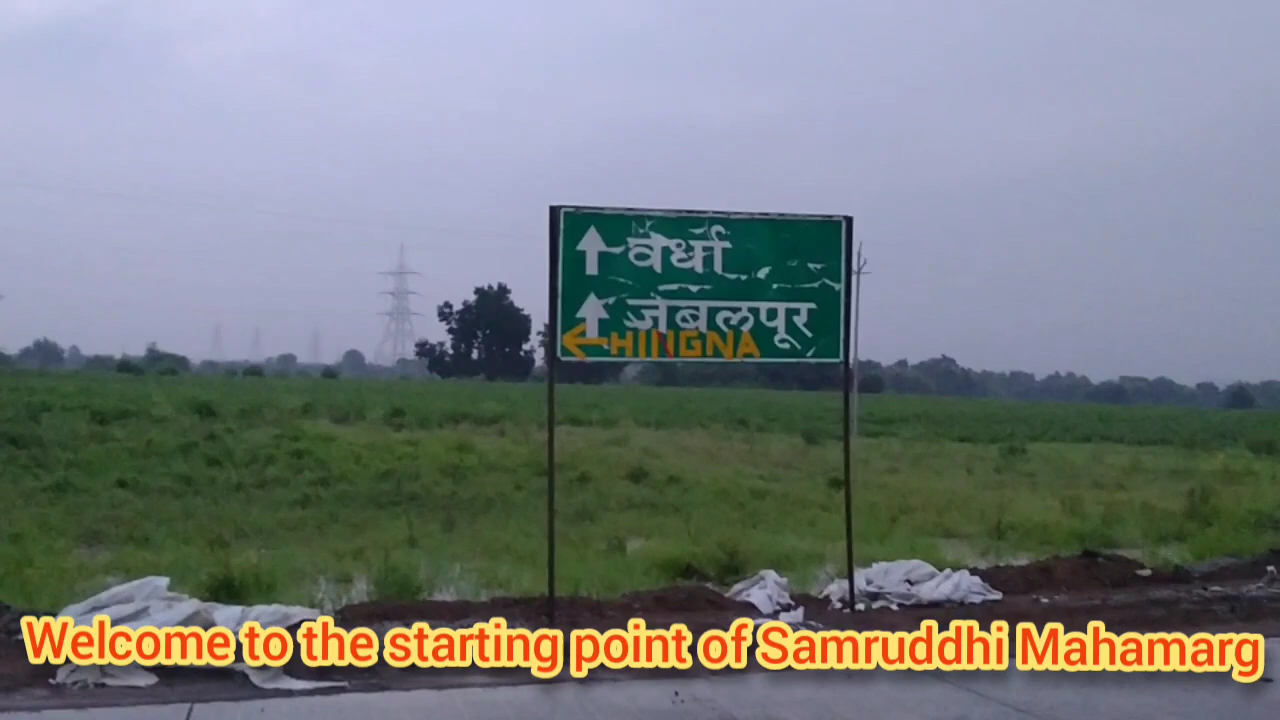 वर्धा
जबलपूर
HINGNA
Welcome to the starting point of Samruddhi Mahamarg